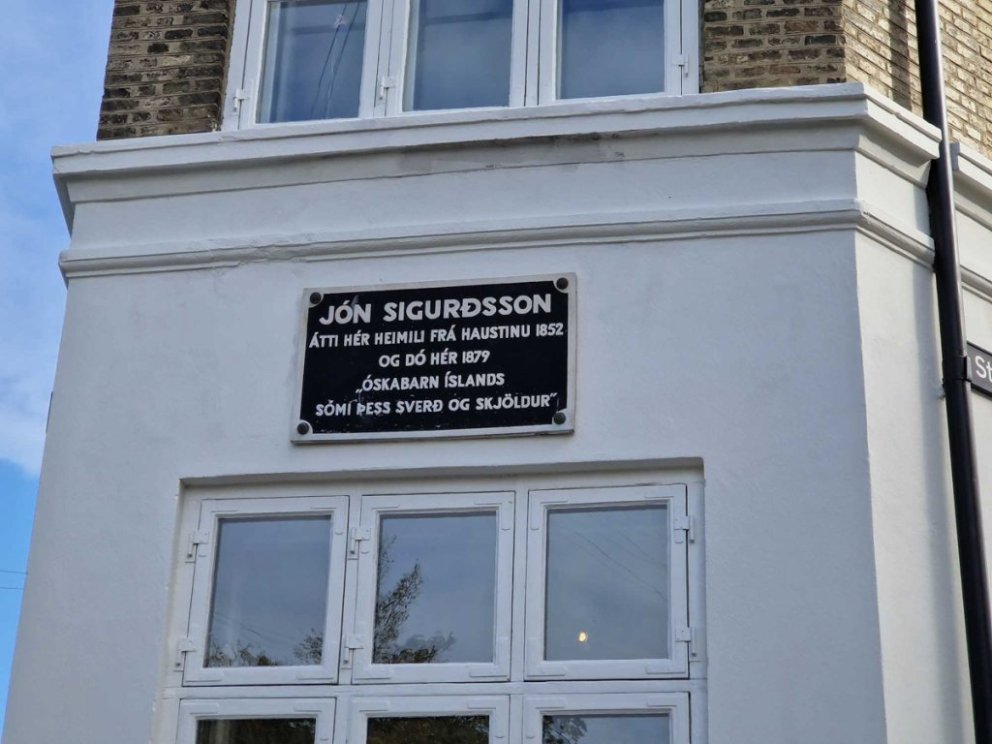 JÓN SIGURÐSSON
ÁTTI HÉR HEIMILI FRÁ HAUSTINU 1852
OG DÓ HÉR 1879
„ÓSKABARN ÍSLANDS
SÓMI ÞESS SVERÐ OG SKJÖLDUR“
St